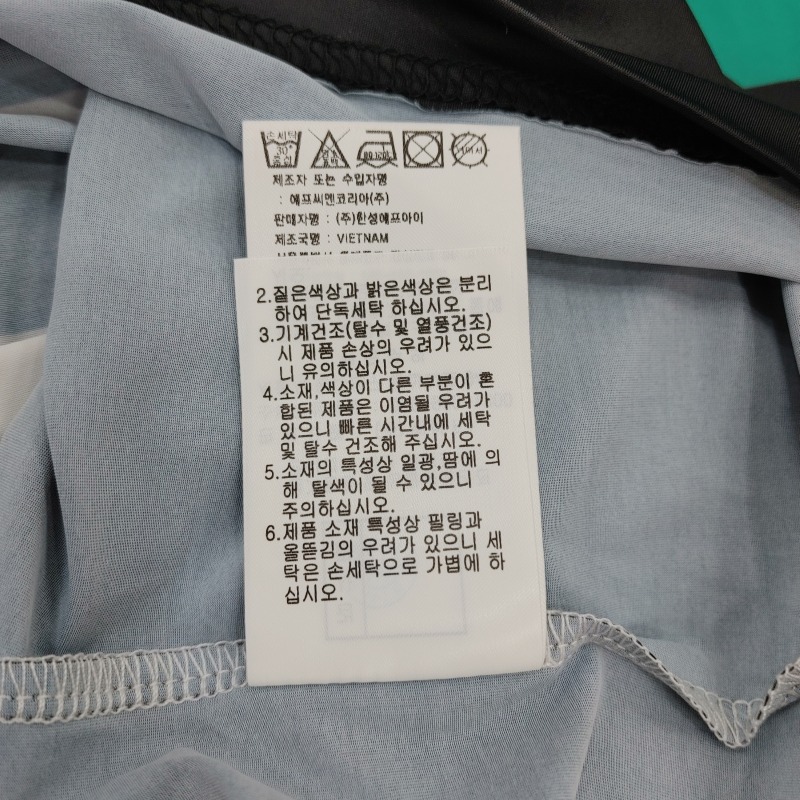 손세탁
30°
중성
제조자 또는 수입자명
: 에프씨엔코리아(주)
판매자명 : (주)한성에프아이
제조국명 : VIETNAM
2.짙은색상과 밝은색상은 분리
하여 단독세탁 하십시오.
3.기계건조(탈수 및 열풍건조)
시 제품 손상의 우려가 있으
니 유의하십시오.
4.소재,색상이 다른 부분이 혼
합된 제품은 이염될 우려가
있으니 빠른 시간내에 세탁
및 탈수 건조해 주십시오.
5.소재의 특성상 일광,땀에 의
해 탈색이 될 수 있으니
주의하십시오.
6.제품 소재 특성상 필링과
올뜯김의 우려가 있으니 세
탁은 손세탁으로 가볍에 하
십시오.